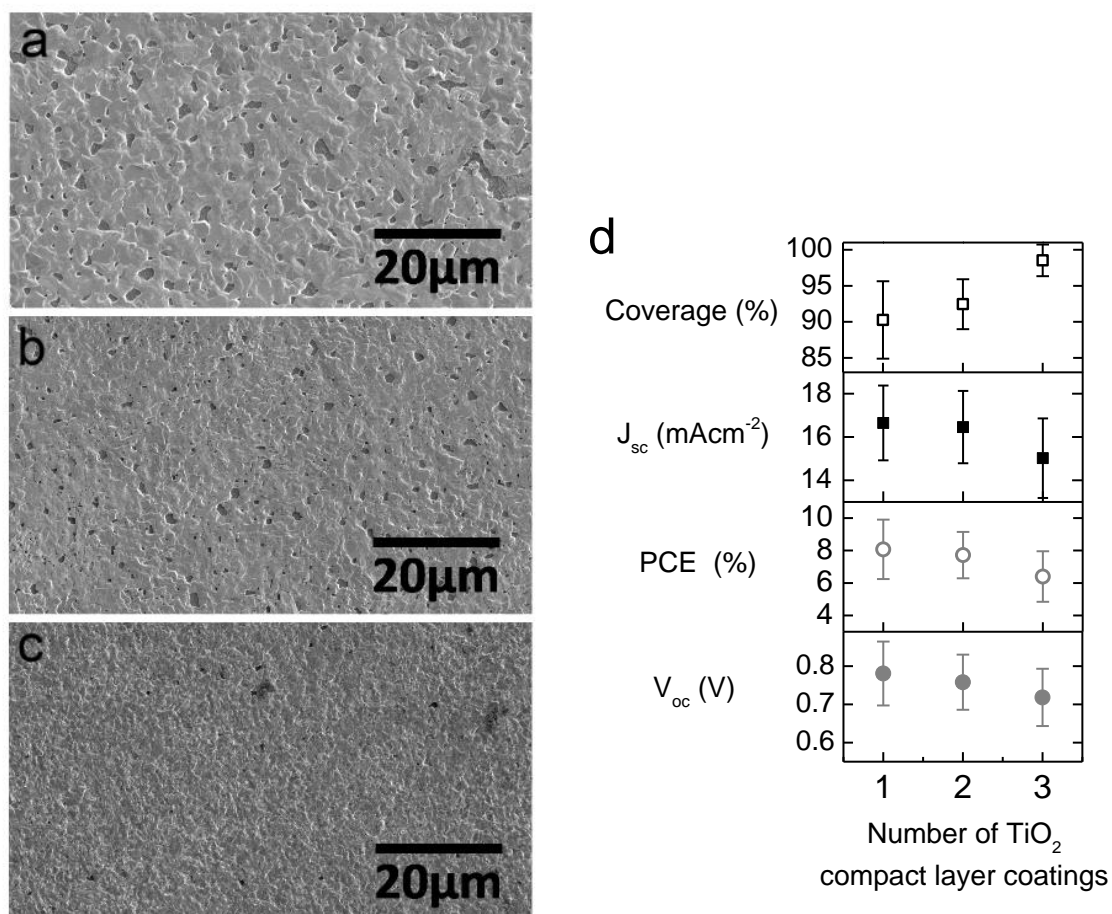 a
20μm
b
20μm
c
20μm
d
Coverage (%)
100
95
90
85
J_sc (mAcm^-2)
18
16
14
PCE (%)
10
8
6
4
V_oc (V)
0.8
0.7
0.6
1 2 3
Number of TiO_2
compact layer coatings